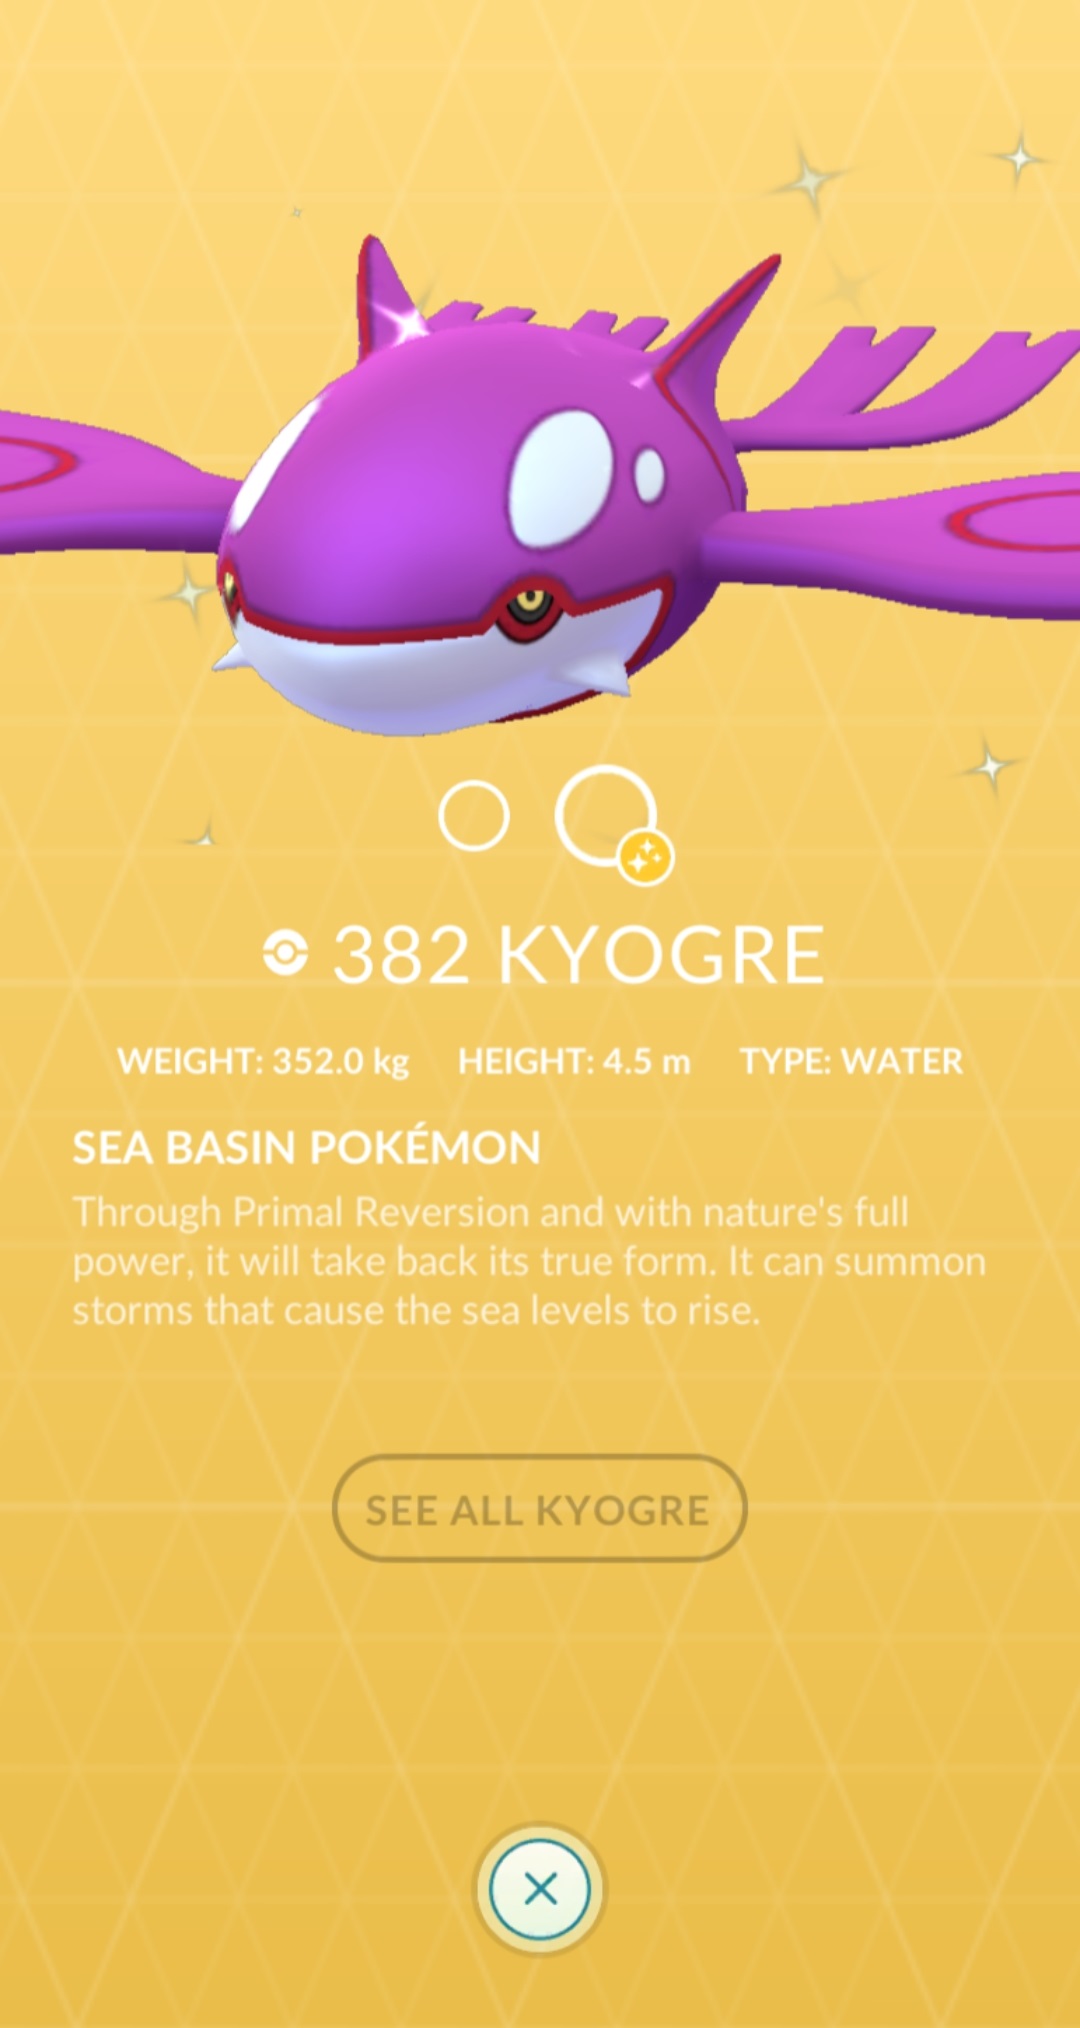 382 KYOGRE
WEIGHT: 352.0 kg HEIGHT: 4.5 m TYPE: WATER
SEA BASIN POKÉMON
Through Primal Reversion and with nature's full
power, it will take back its true form. It can summon
storms that cause the sea levels to rise.
SEE ALL KYOGRE